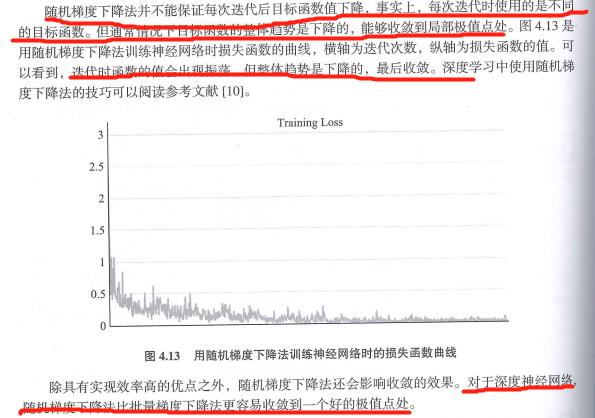 随机梯度下降法并不能保证每次迭代后目标函数值下降，事实上，每次迭代时使用的是不同
的目标函数。但通常情况下目标函数的整体趋势是下降的，能够收敛到局部极值点处。图 4.13 是
用随机梯度下降法训练神经网络时损失函数的曲线，横轴为迭代次数，纵轴为损失函数的值。可
以看到，迭代时函数的值会出现振荡，但整体趋势是下降的，最后收敛。深度学习中使用随机梯
度下降法的技巧可以阅读参考文献 [10]。
Training Loss
3
2.5
2
1.5
1
0.5
0
图 4.13 用随机梯度下降法训练神经网络时的损失函数曲线
除具有实现效率高的优点之外，随机梯度下降法还会影响收敛的效果。对于深度神经网络，
随机梯度下降法比批量梯度下降法更容易收敛到一个好的极值点处。